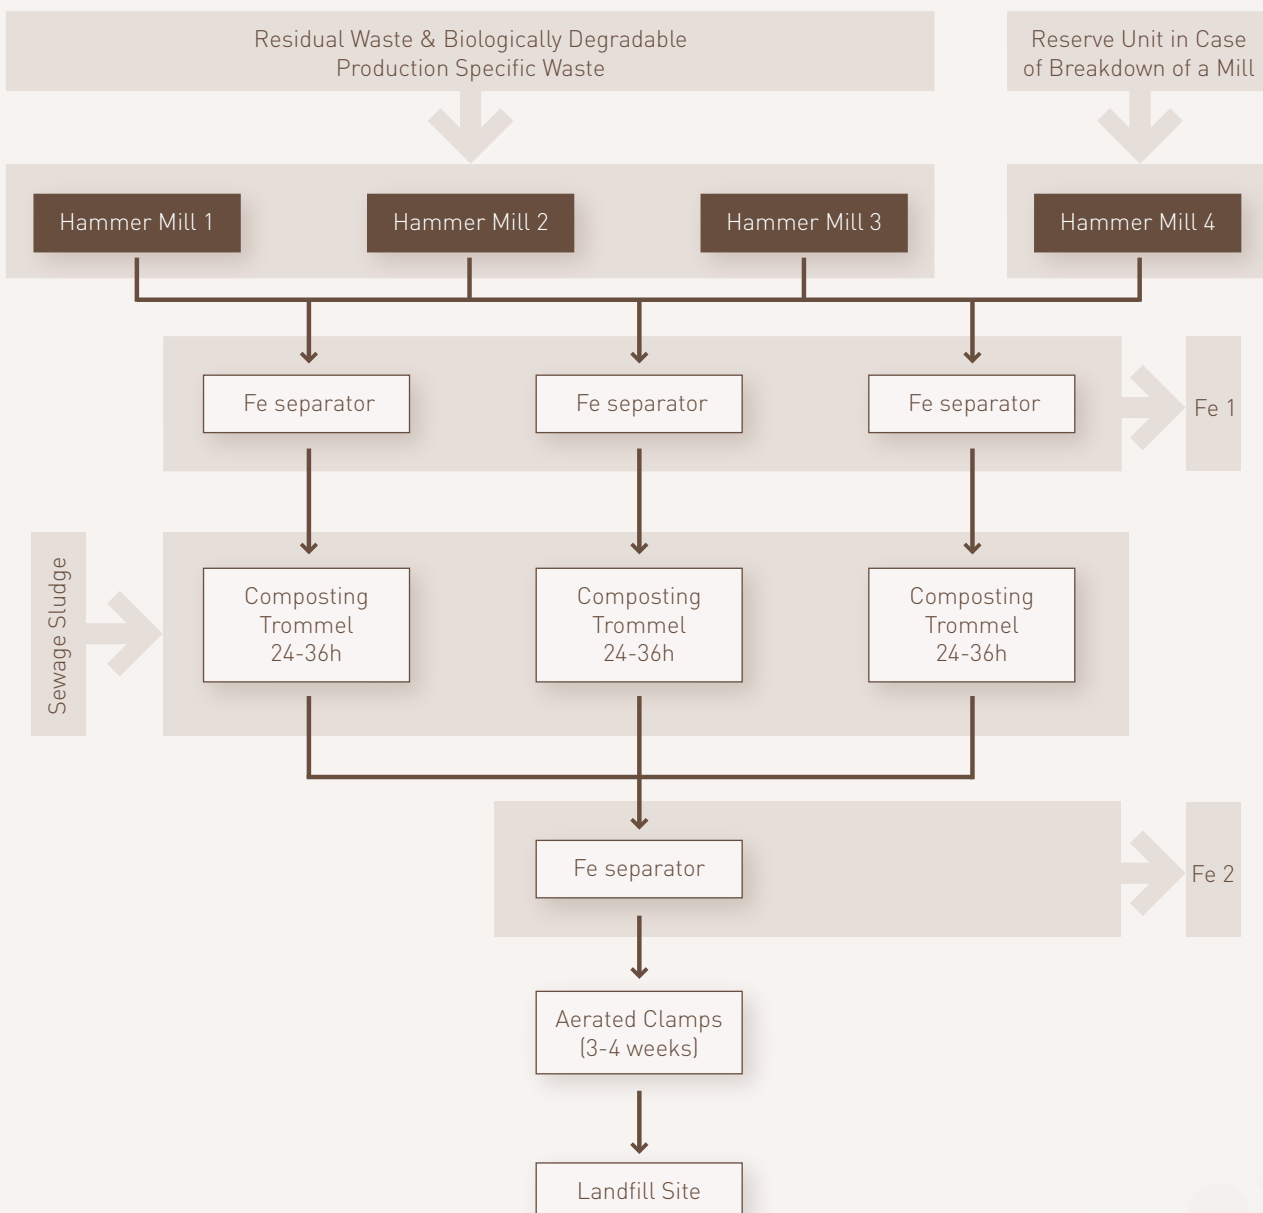 Residual Waste & Biologically Degradable
Production Specific Waste
Reserve Unit in Case
of Breakdown of a Mill
Hammer Mill 1
Hammer Mill 2
Hammer Mill 3
Hammer Mill 4
Fe separator
Fe separator
Fe separator
Fe 1
Sewage Sludge
Composting
Trommel
24-36h
Composting
Trommel
24-36h
Composting
Trommel
24-36h
Fe separator
Fe 2
Aerated Clamps
(3-4 weeks)
Landfill Site